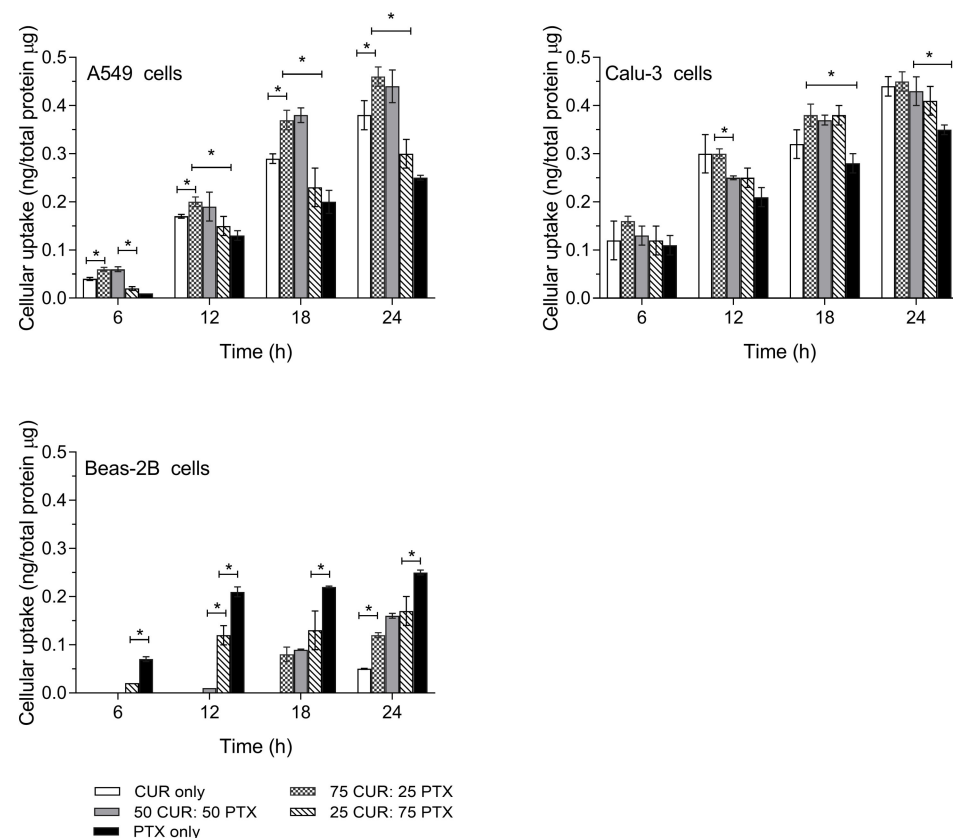 * * * *
A549 cells
Cellular uptake (ng/total protein µg)
0.5
0.4
0.3
0.2
0.1
0.0
* * * *
6 12 18 24
Time (h)
Calu-3 cells
Cellular uptake (ng/total protein µg)
0.5
0.4
0.3
0.2
0.1
0.0
* * *
6 12 18 24
Time (h)
Beas-2B cells
Cellular uptake (ng/total protein µg)
0.5
0.4
0.3
0.2
0.1
0.0
* * * * * *
6 12 18 24
Time (h)
CUR only 75 CUR: 25 PTX
50 CUR: 50 PTX 25 CUR: 75 PTX
PTX only